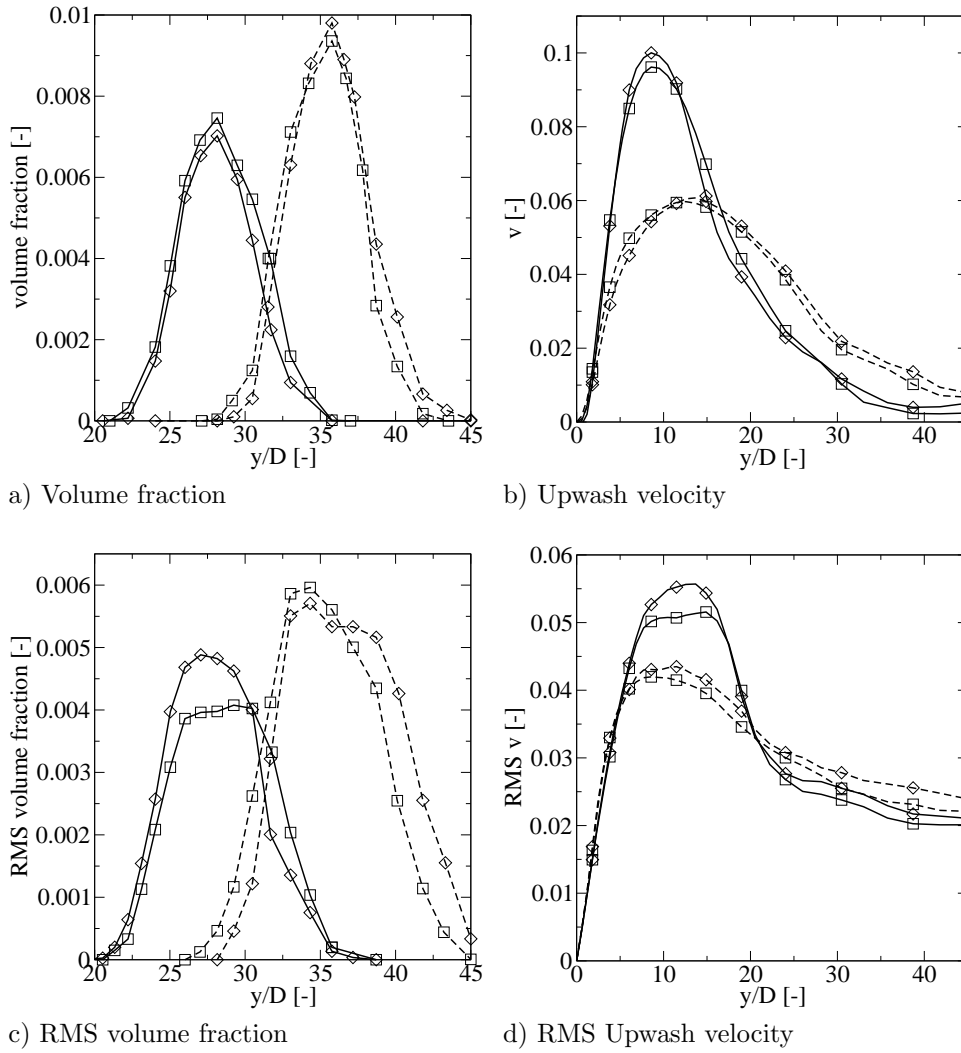 0.01
0.008
0.006
0.004
0.002
0
20 25 30 35 40 45
volume fraction [-]
y/D [-]
a) Volume fraction
0.1
0.08
0.06
0.04
0.02
0
0 10 20 30 40
v [-]
y/D [-]
b) Upwash velocity
0.006
0.005
0.004
0.003
0.002
0.001
0
20 25 30 35 40 45
RMS volume fraction [-]
y/D [-]
c) RMS volume fraction
0.06
0.05
0.04
0.03
0.02
0.01
0
0 10 20 30 40
RMS v [-]
y/D [-]
d) RMS Upwash velocity